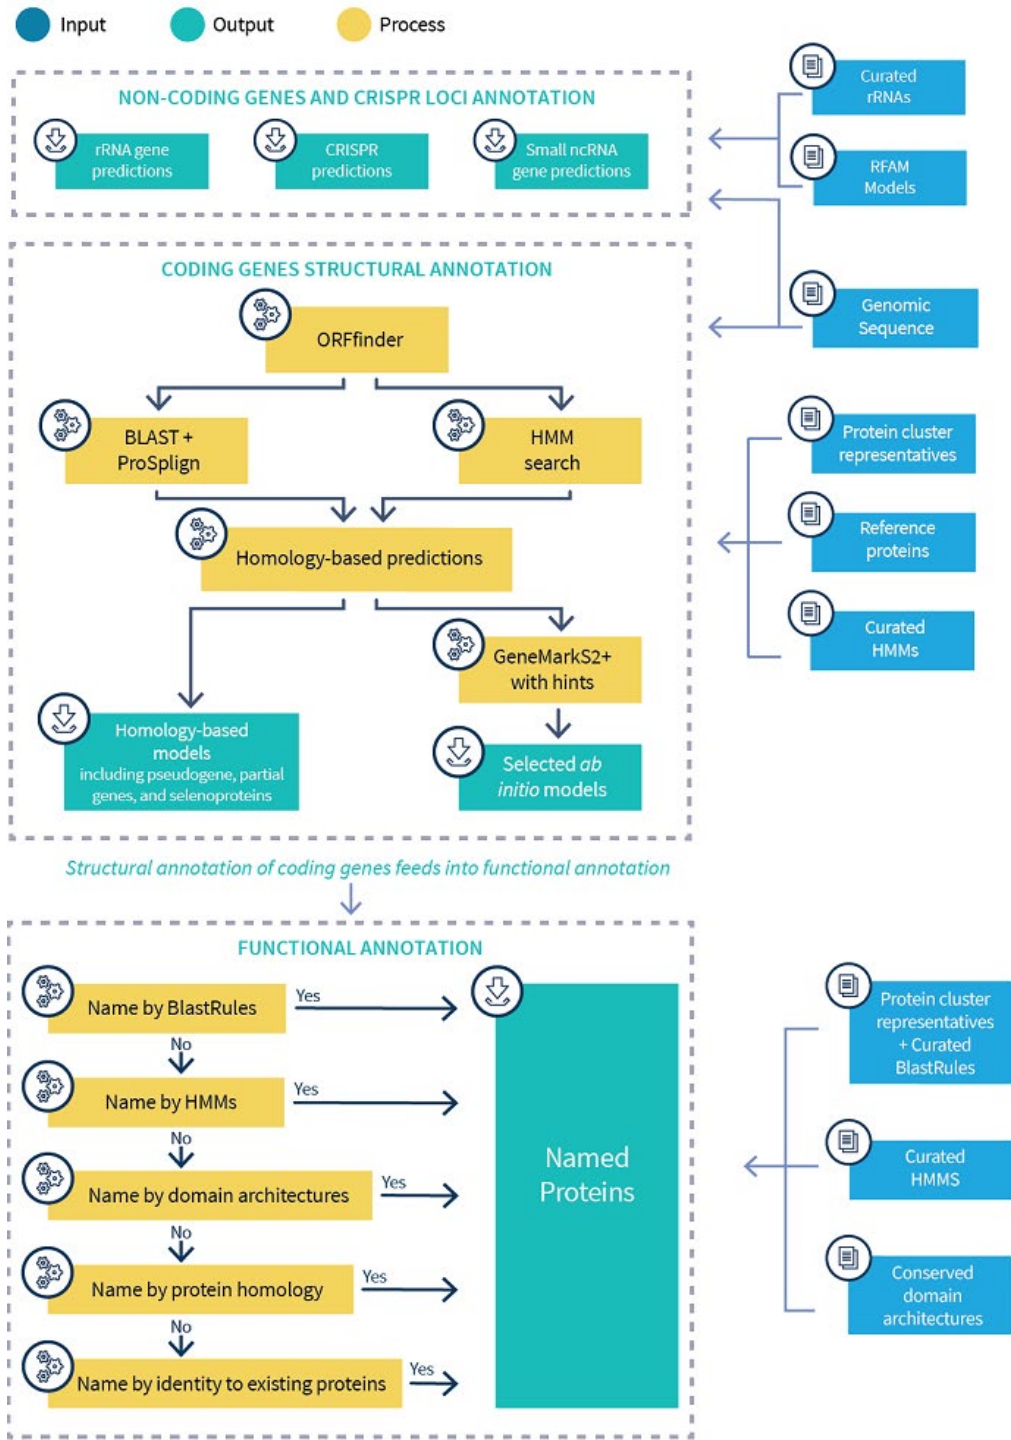 Input
Output
Process
NON-CODING GENES AND CRISPR LOCI ANNOTATION
rRNA gene
predictions
CRISPR
predictions
Small ncRNA
gene predictions
Curated
rRNAs
RFAM
Models
Genomic
Sequence
CODING GENES STRUCTURAL ANNOTATION
ORFfinder
BLAST +
ProSplign
HMM
search
Homology-based predictions
GeneMarkS2+
with hints
Homology-based
models
including pseudogene, partial
genes, and selenoproteins
Selected ab
initio models
Protein cluster
representatives
Reference
proteins
Curated
HMMs
Structural annotation of coding genes feeds into functional annotation
FUNCTIONAL ANNOTATION
Name by BlastRules
Yes
No
Name by HMMs
Yes
No
Name by domain architectures
Yes
No
Name by protein homology
Yes
No
Name by identity to existing proteins
Yes
Named
Proteins
Protein cluster
representatives
+ Curated
BlastRules
Curated
HMMS
Conserved
domain
architectures